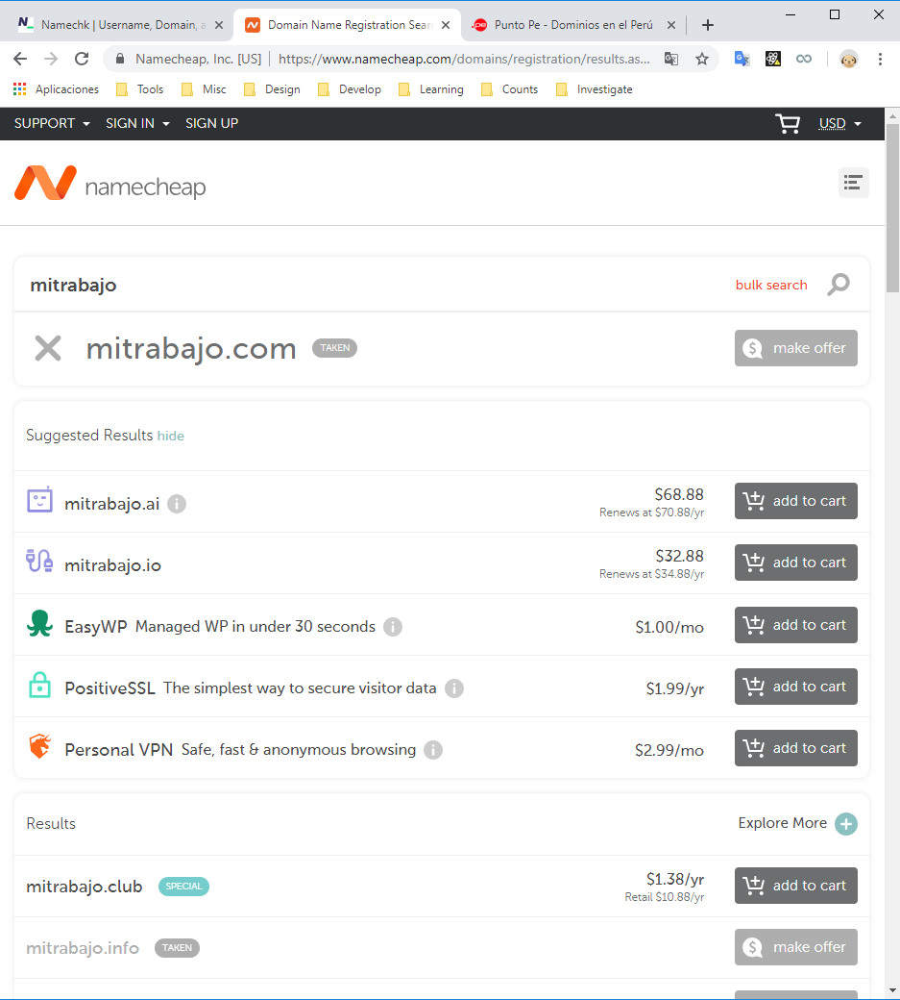 Namechk | Username, Domain, a
Domain Name Registration Sear
Punto Pe - Dominios en el Perú
Namecheap, Inc. [US] | https://www.namecheap.com/domains/registration/results.as...
Aplicaciones Tools Misc Design Develop Learning Counts Investigate
SUPPORT SIGN IN SIGN UP USD
namecheap
mitrabajo bulk search
mitrabajo.com TAKEN make offer
Suggested Results hide
mitrabajo.ai $68.88 add to cart
Renews at $70.88/yr
mitrabajo.io $32.88 add to cart
Renews at $34.88/yr
EasyWP Managed WP in under 30 seconds $1.00/mo add to cart
PositiveSSL The simplest way to secure visitor data $1.99/yr add to cart
Personal VPN Safe, fast & anonymous browsing $2.99/mo add to cart
Results Explore More
mitrabajo.club SPECIAL $1.38/yr add to cart
Retail $10.88/yr
mitrabajo.info TAKEN make offer